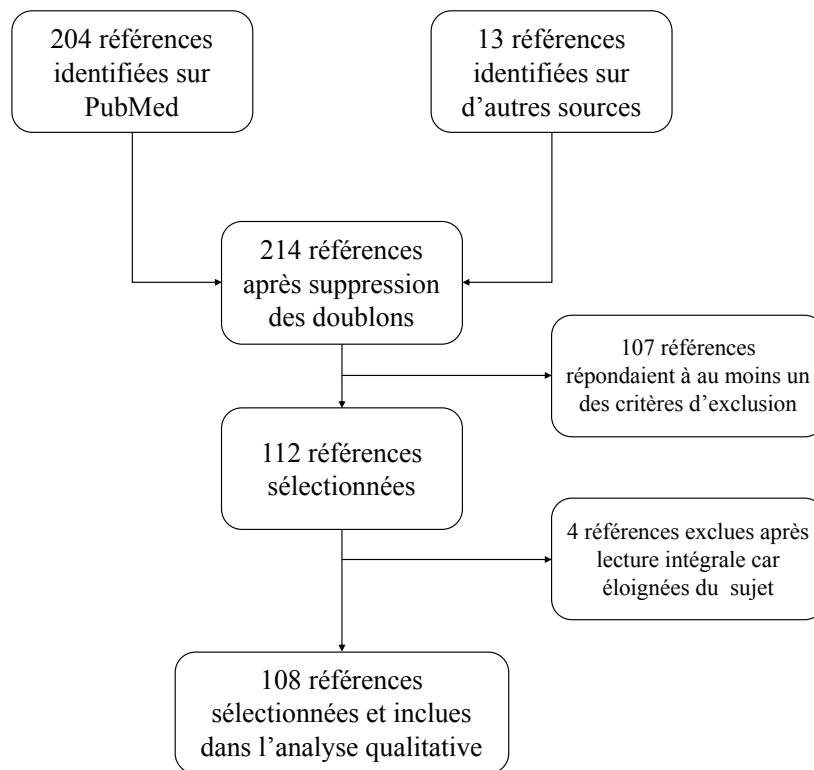 204 références
identifiées sur
PubMed
13 références
identifiées sur
d’autres sources
214 références
après suppression
des doublons
107 références
répondaient à au moins un
des critères d’exclusion
112 références
sélectionnées
4 références exclues après
lecture intégrale car
éloignées du sujet
108 références
sélectionnées et inclues
dans l’analyse qualitative